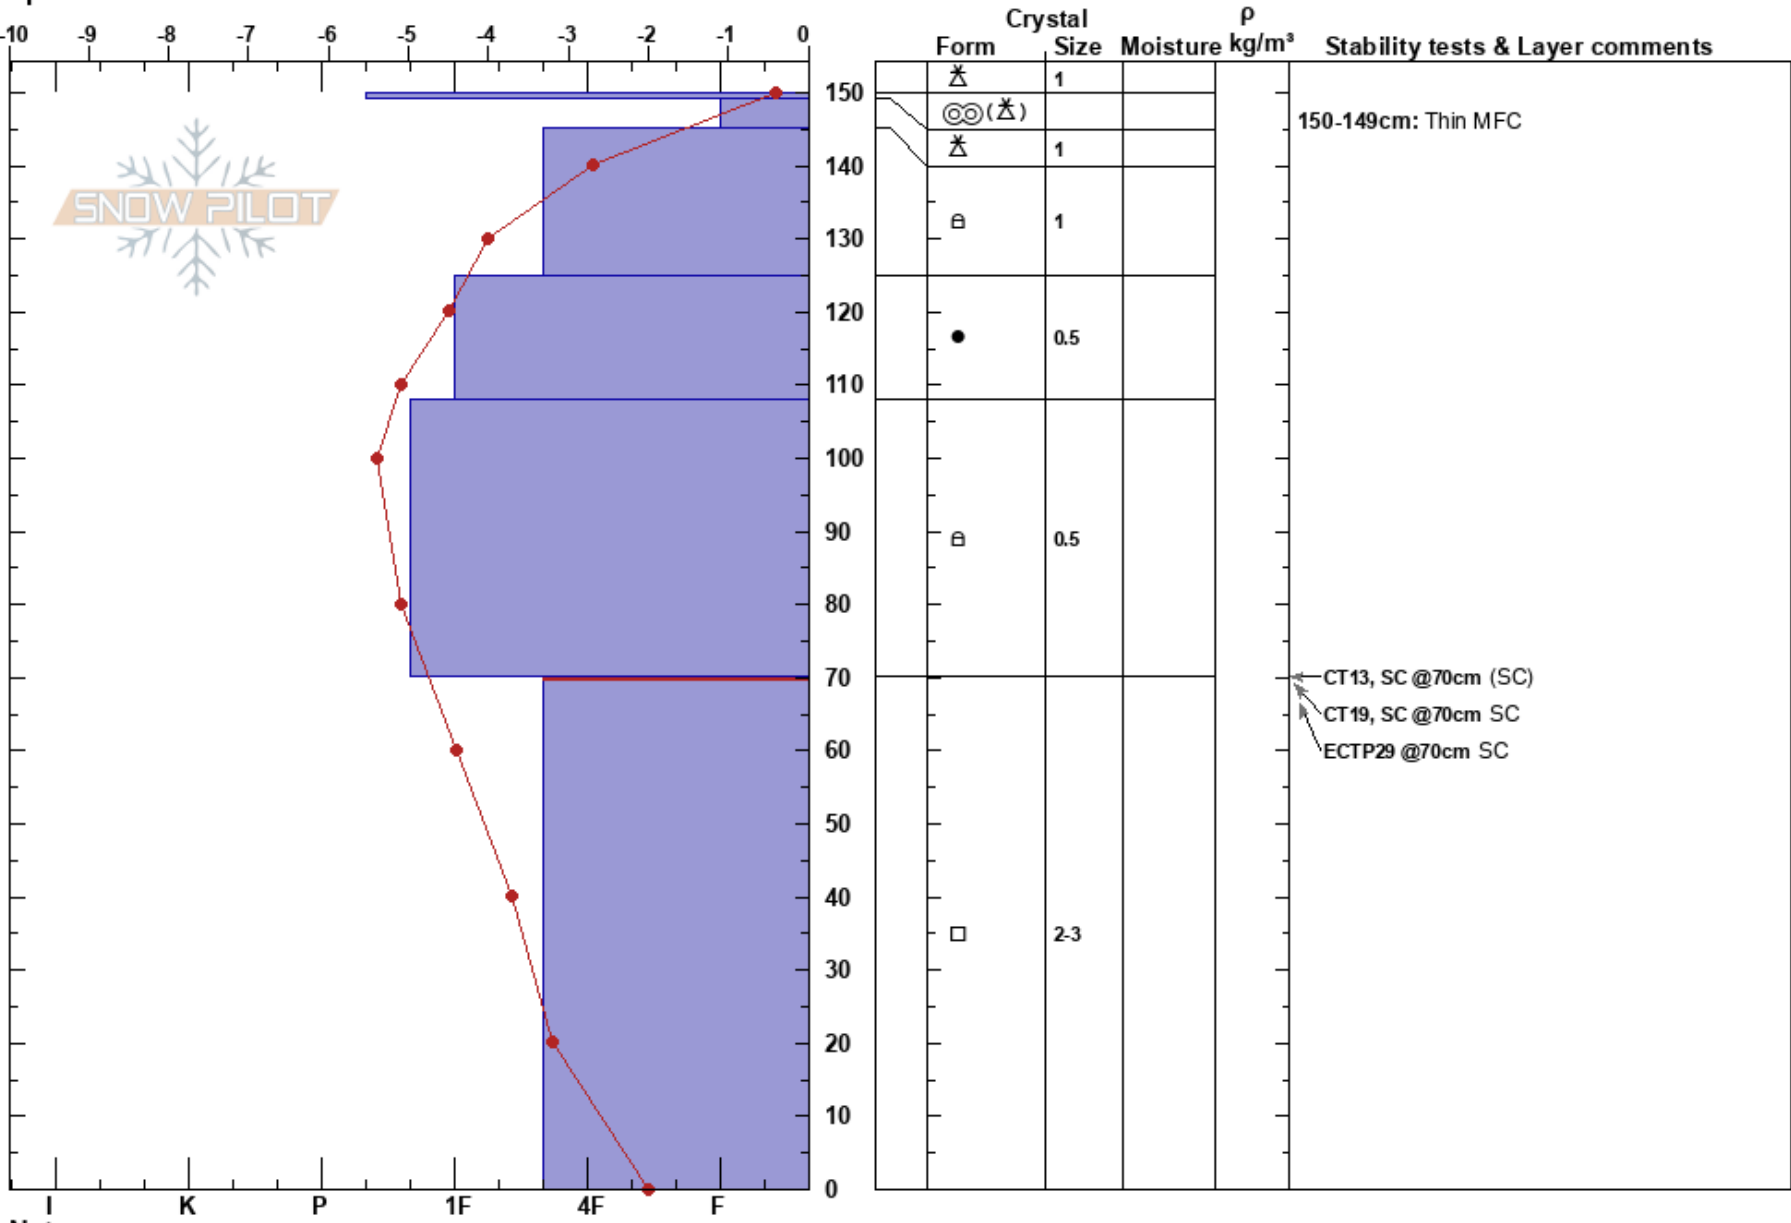 -10 -9 -8 -7 -6 -5 -4 -3 -2 -1 0
Crystal
ρ
Form Size Moisture kg/m³ Stability tests & Layer comments
SNOW PILOT
150
140
130
120
110
100
90
80
70
60
50
40
30
20
10
0
I K P 1F 4F F
1
( )
1
1
0.5
0.5
2-3
150-149cm: Thin MFC
CT13, SC @70cm (SC)
CT19, SC @70cm SC
ECTP29 @70cm SC